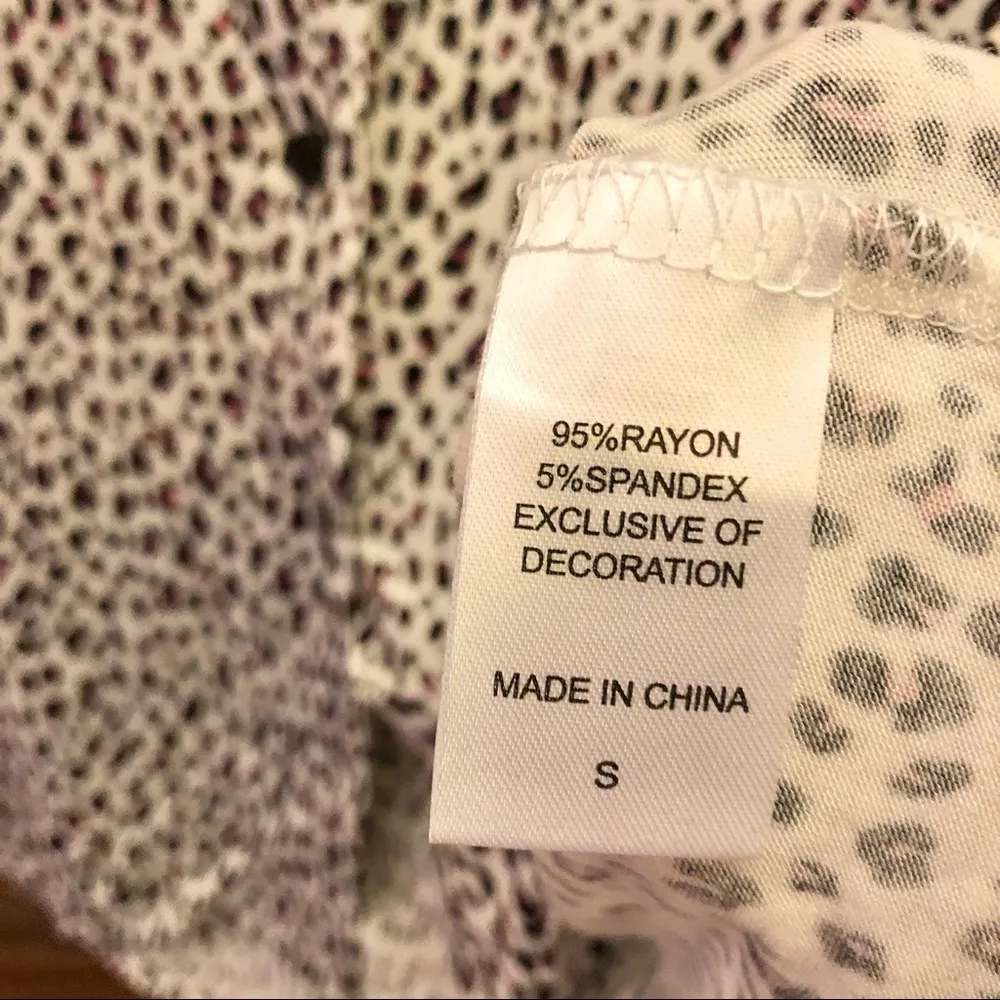 95%RAYON
5%SPANDEX
EXCLUSIVE OF
DECORATION
MADE IN CHINA
S